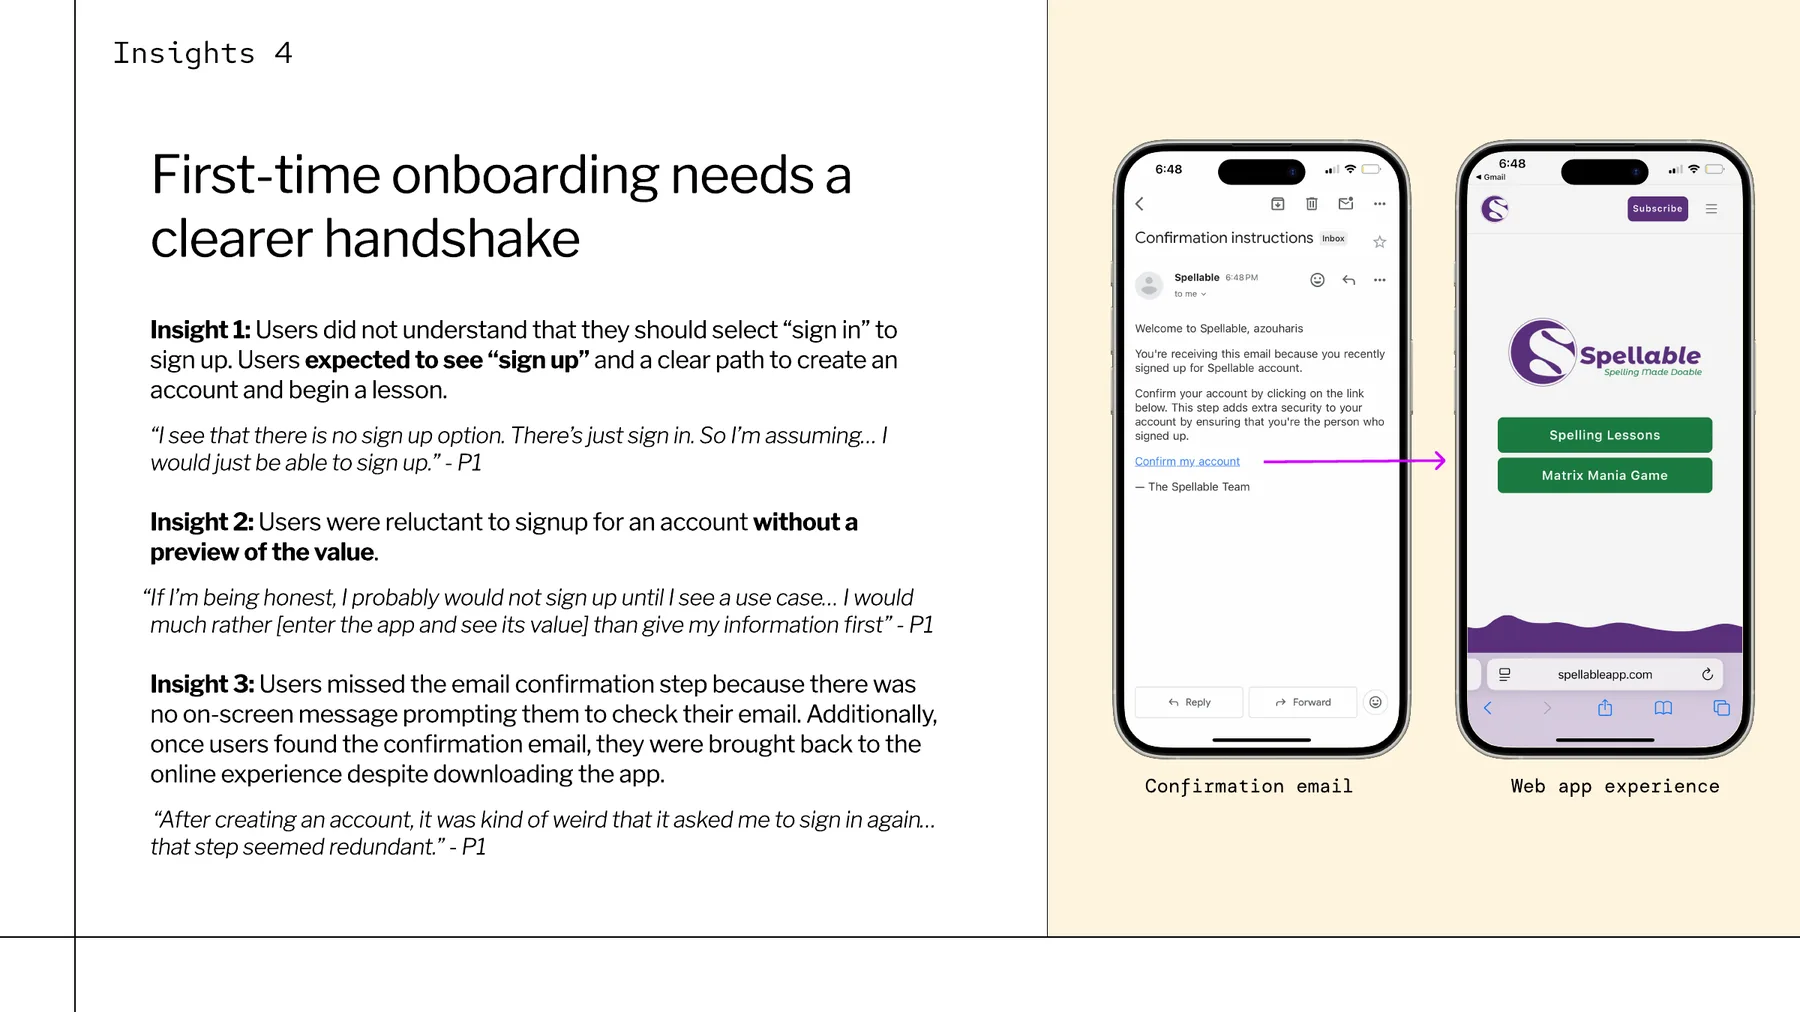 Insights 4
First-time onboarding needs a
clearer handshake
Insight 1: Users did not understand that they should select “sign in” to
sign up. Users expected to see “sign up” and a clear path to create an
account and begin a lesson.
“I see that there is no sign up option. There’s just sign in. So I’m assuming... I
would just be able to sign up.” - P1
Insight 2: Users were reluctant to signup for an account without a
preview of the value.
“If I’m being honest, I probably would not sign up until I see a use case... I would
much rather [enter the app and see its value] than give my information first” - P1
Insight 3: Users missed the email confirmation step because there was
no on-screen message prompting them to check their email. Additionally,
once users found the confirmation email, they were brought back to the
online experience despite downloading the app.
“After creating an account, it was kind of weird that it asked me to sign in again...
that step seemed redundant.” - P1
6:48
Confirmation instructions Inbox
Spellable 6:48 PM
to me
Welcome to Spellable, azouharis
You're receiving this email because you recently
signed up for Spellable account.
Confirm your account by clicking on the link
below. This step adds extra security to your
account by ensuring that you're the person who
signed up.
Confirm my account
— The Spellable Team
Reply
Forward
Confirmation email
6:48
Gmail
Subscribe
Spellable
Spelling Made Doable
Spelling Lessons
Matrix Mania Game
spellableapp.com
Web app experience